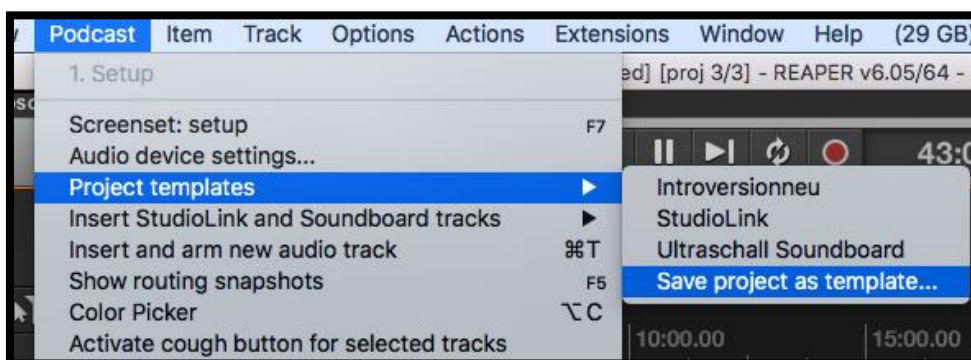 Podcast Item Track Options Actions Extensions Window Help (29 GB)
1. Setup
ed] [proj 3/3] - REAPER v6.05/64 -
Screenset: setup F7
Audio device settings...
43:0
Project templates
Introversionneu
Insert StudioLink and Soundboard tracks
StudioLink
Insert and arm new audio track ⌘T
Ultraschall Soundboard
Show routing snapshots F5
Save project as template...
Color Picker ⌥C
Activate cough button for selected tracks
10:00.00 15:00.00